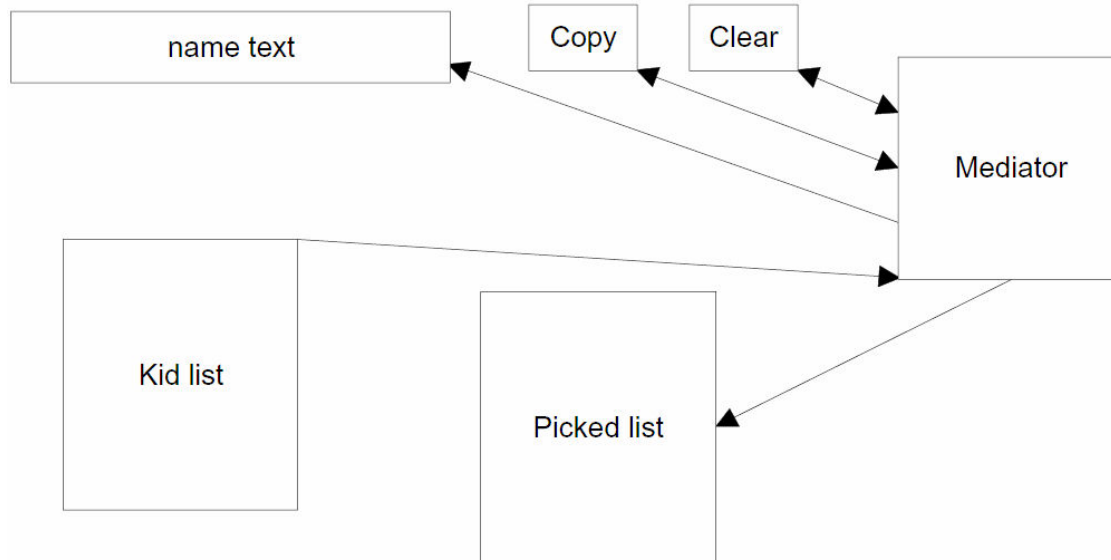 name text
Copy
Clear
Mediator
Kid list
Picked list